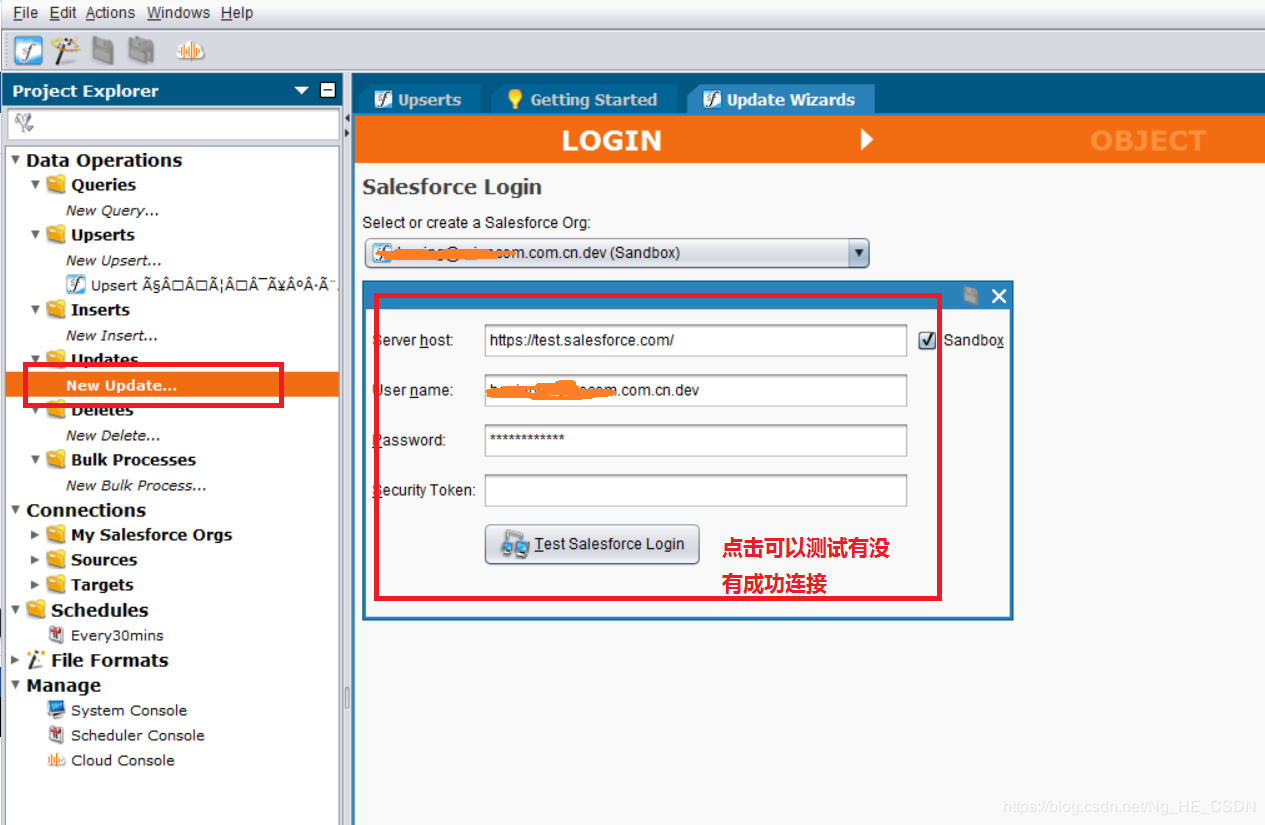 File Edit Actions Windows Help
Project Explorer
Upserts Getting Started Update Wizards
LOGIN OBJECT
Data Operations
Queries
New Query...
Upserts
New Upsert...
Upsert
Inserts
New Insert...
Updates
New Update...
Deletes
New Delete...
Bulk Processes
New Bulk Process...
Connections
My Salesforce Orgs
Sources
Targets
Schedules
Every30mins
File Formats
Manage
System Console
Scheduler Console
Cloud Console
Salesforce Login
Select or create a Salesforce Org:
.com.cn.dev (Sandbox)
Server host: https://test.salesforce.com/ Sandbox
User name: .com.cn.dev
Password: ************
Security Token:
Test Salesforce Login
点击可以测试有没
有成功连接
https://blog.csdn.net/Ng_HE_CSDN